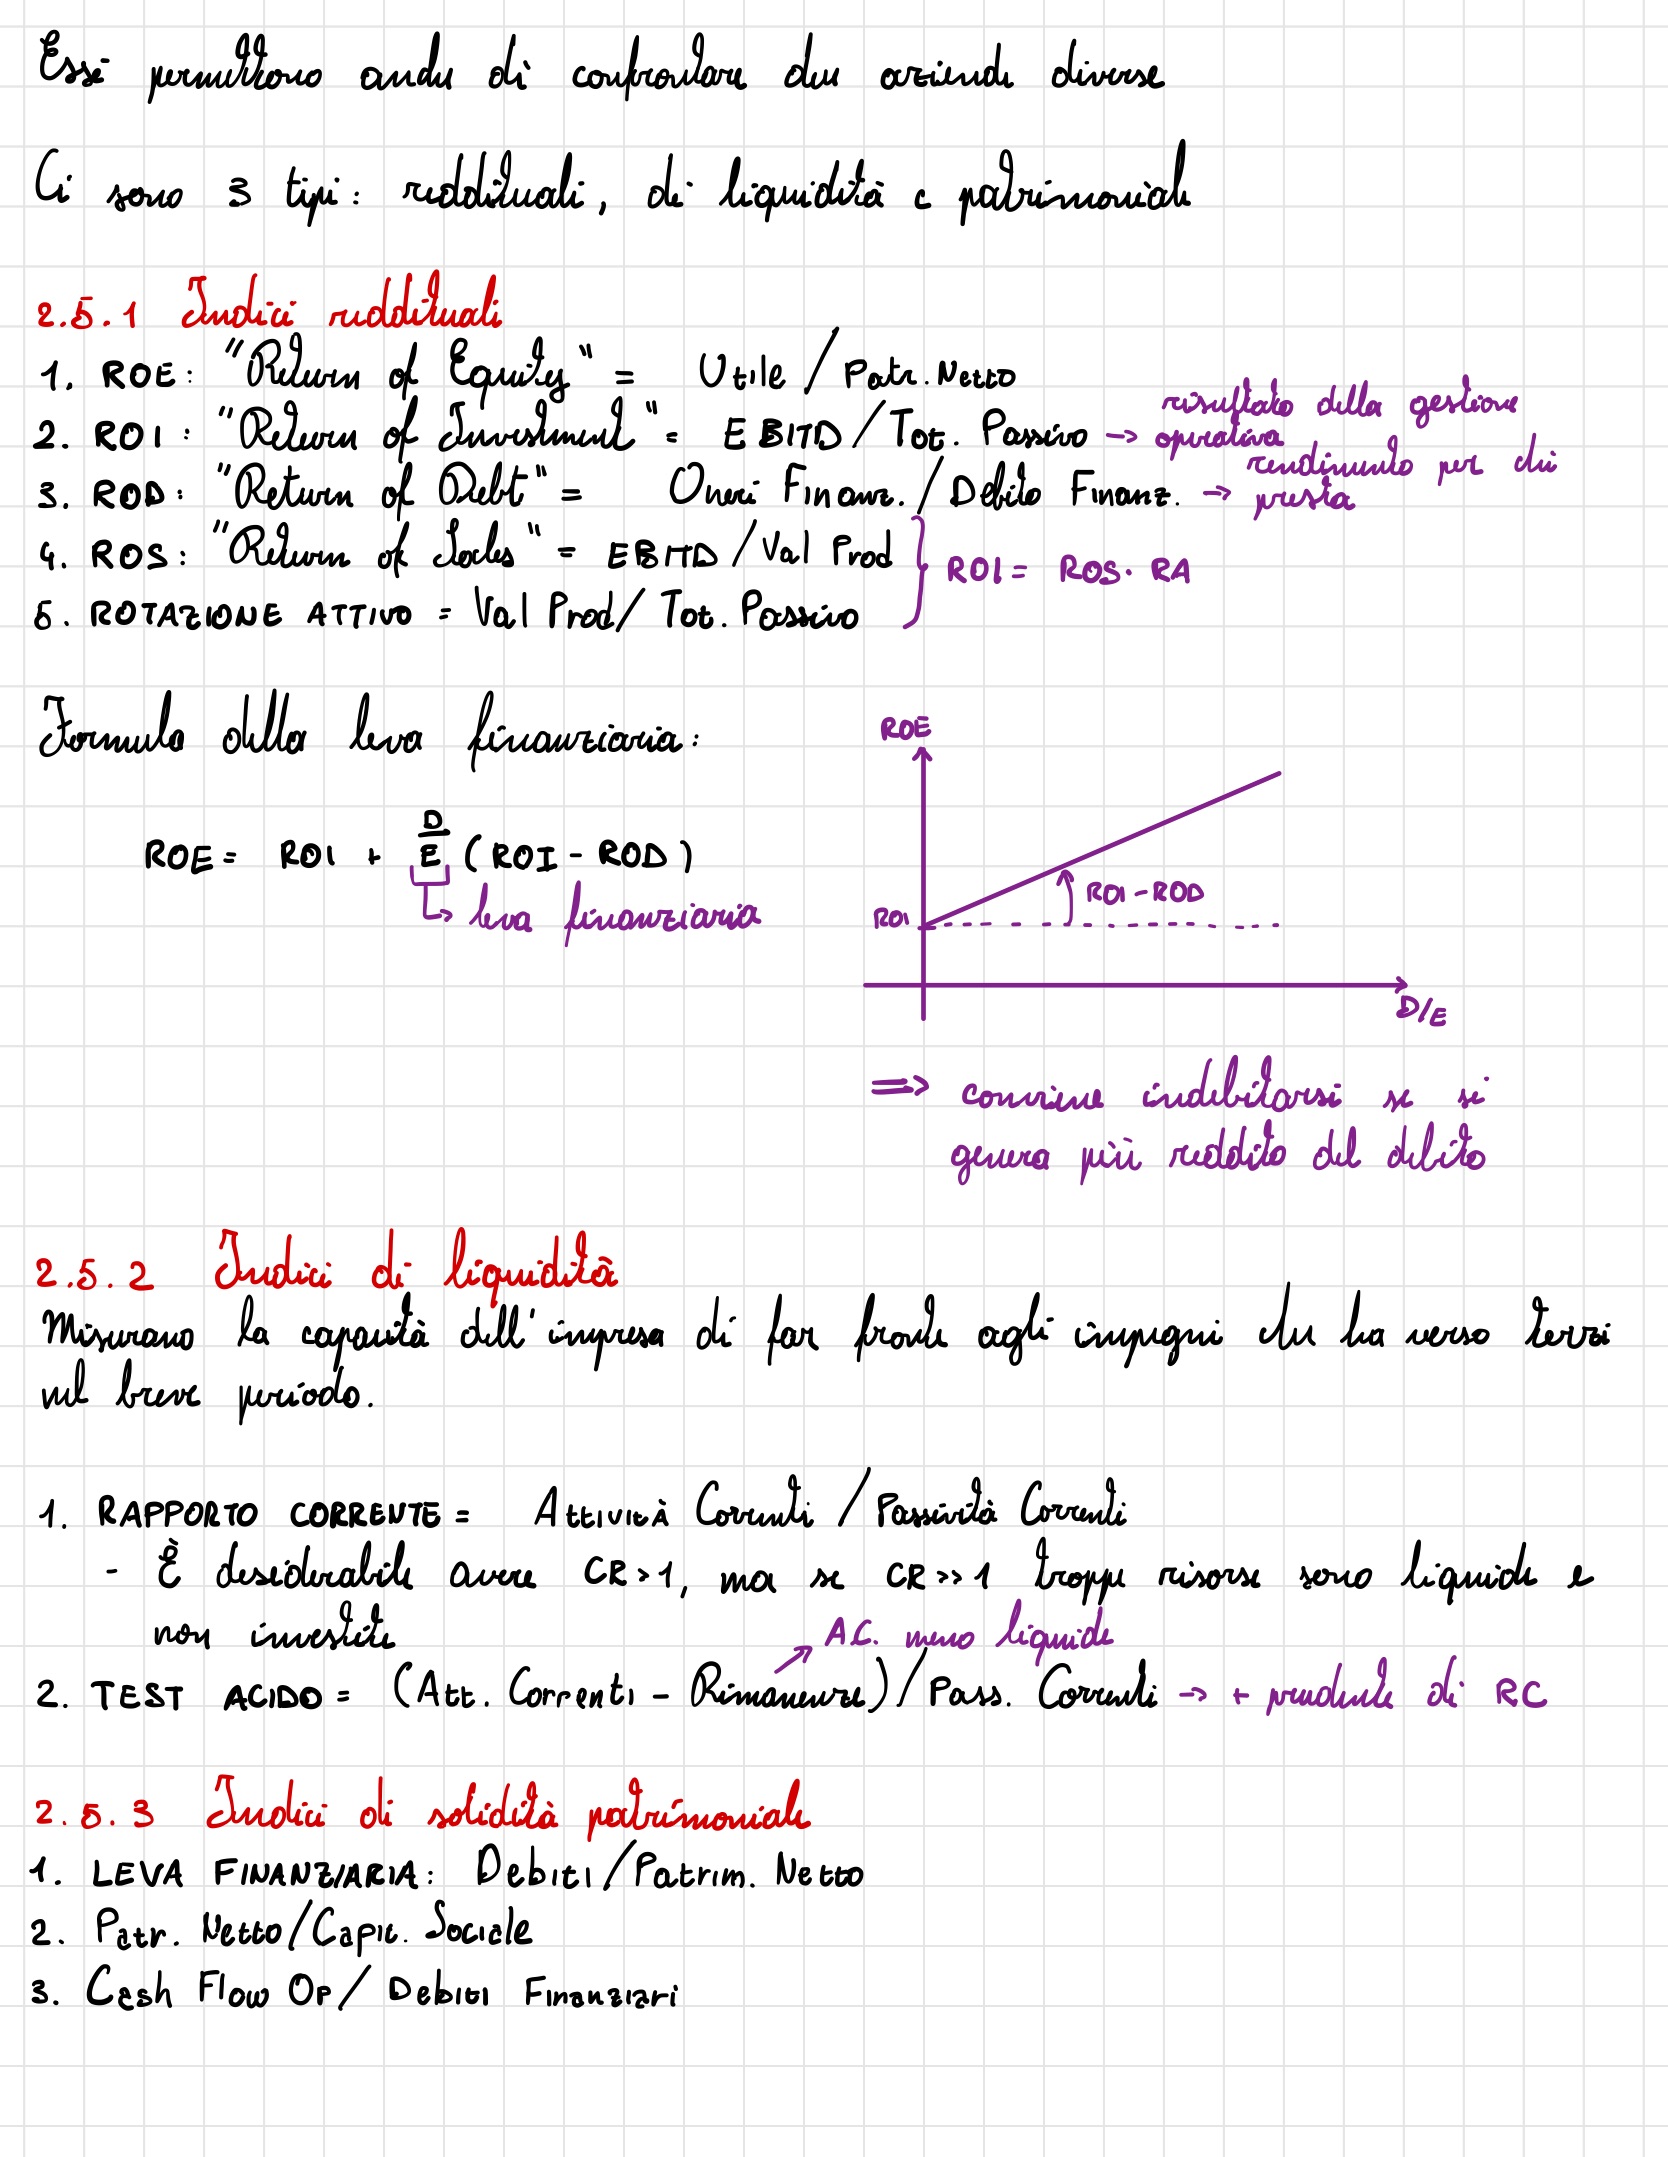 Essi permettono anche di confrontare due aziende diverse
Ci sono 3 tipi: reddituali, di liquidità e patrimoniale
2.5.1 Indici reddituali
1. ROE: "Return of Equity" = Utile / Patr. Netto
2. ROI: "Return of Investment" = EBITD / Tot. Passivo → risultato della gestione
operativa
3. ROD: "Return of Debt" = Oneri Finanz. / Debito Finanz. → rendimento per chi
presta
4. ROS: "Return of Sales" = EBITD / Val Prod
ROI = ROS · RA
5. ROTAZIONE ATTIVO = Val Prod / Tot. Passivo
Formula della leva finanziaria:
ROE = ROI + D/E (ROI - ROD)
↳ leva finanziaria
ROE
ROI - ROD
ROI
D/E
⇒ conviene indebitarsi se si
genera più reddito del debito
2.5.2 Indici di liquidità
Misurano la capacità dell'impresa di far fronte agli impegni che ha verso terzi
nel breve periodo.
1. RAPPORTO CORRENTE = Attività Correnti / Passività Correnti
- È desiderabile avere CR > 1, ma se CR >> 1 troppe risorse sono liquide e
non investite
A.C. meno liquide
2. TEST ACIDO = (Att. Correnti - Rimanenze) / Pass. Correnti → + prudente di RC
2.5.3 Indici di solidità patrimoniale
1. LEVA FINANZIARIA: Debiti / Patrim. Netto
2. Patr. Netto / Capit. Sociale
3. Cash Flow Op / Debiti Finanziari